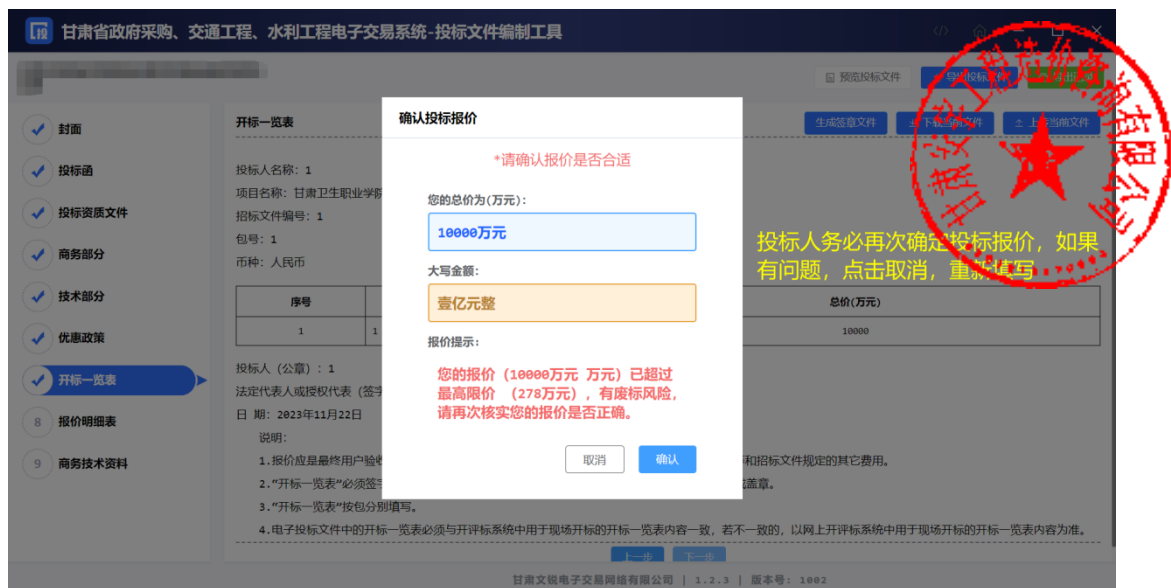 投 甘肃省政府采购、交通工程、水利工程电子交易系统-投标文件编制工具
预览投标文件
封面
投标函
投标资质文件
商务部分
技术部分
优惠政策
开标一览表
8 报价明细表
9 商务技术资料
开标一览表
生成签章文件
下载当前文件
上传当前文件
投标人名称: 1
项目名称: 甘肃卫生职业学院
招标文件编号: 1
包号: 1
币种: 人民币
序号 总价(万元)
1 1 10000
投标人 (公章) : 1
法定代表人或授权代表 (签字
日 期: 2023年11月22日
说明:
1.报价应是最终用户验收 和招标文件规定的其它费用。
2.“开标一览表”必须签字 盖章。
3.“开标一览表”按包分别填写。
4.电子投标文件中的开标一览表必须与开评标系统中用于现场开标的开标一览表内容一致，若不一致的，以网上开评标系统中用于现场开标的开标一览表内容为准。
上一步 下一步
确认投标报价
*请确认报价是否合适
您的总价为(万元):
10000万元
大写金额:
壹亿元整
报价提示:
您的报价 (10000万元 万元) 已超过
最高限价 (278万元) , 有废标风险,
请再次核实您的报价是否正确。
取消 确认
投标人务必再次确定投标报价，如果
有问题，点击取消，重新填写
甘肃文锐电子交易网络有限公司 | 1.2.3 | 版本号: 1002